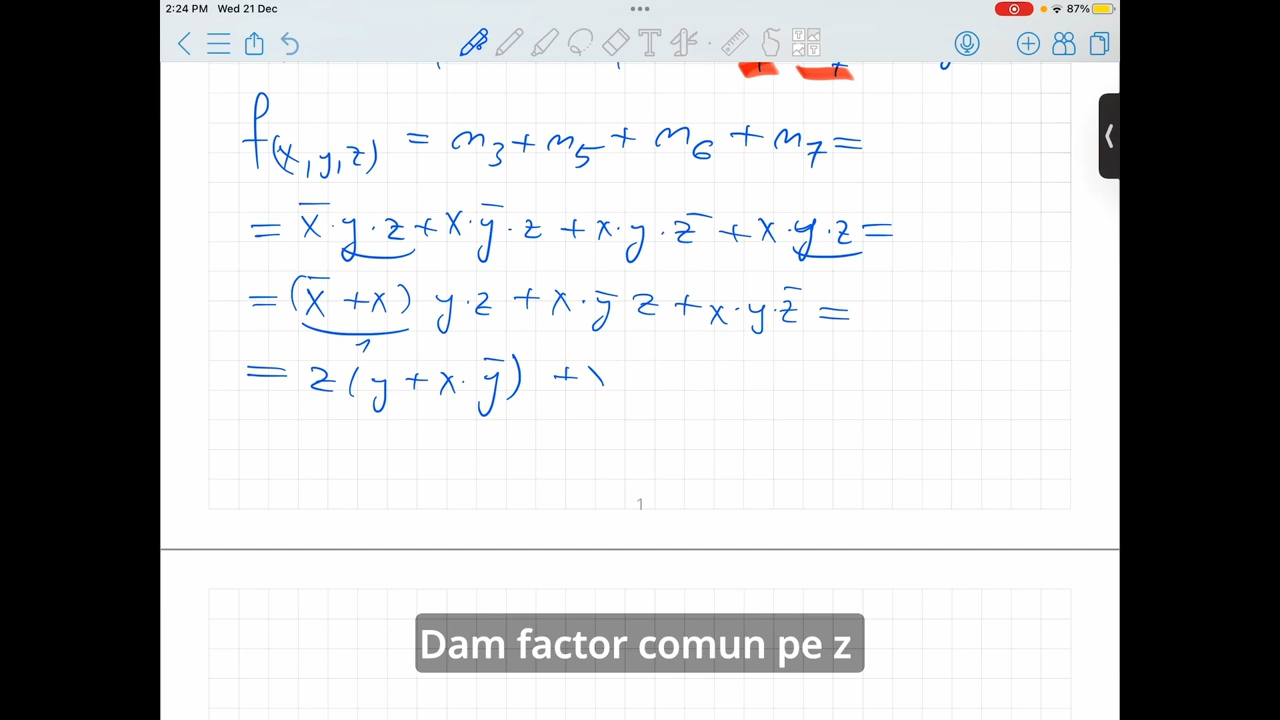 2:24 PM Wed 21 Dec
87%
f(x,y,z) = m3 + m5 + m6 + m7 =
= x̄·y·z + x·ȳ·z + x·y·z̄ + x·y·z =
= (x̄ + x) y·z + x·ȳ z + x·y·z̄ =
1
= z(y + x·ȳ) +
1
Dam factor comun pe z